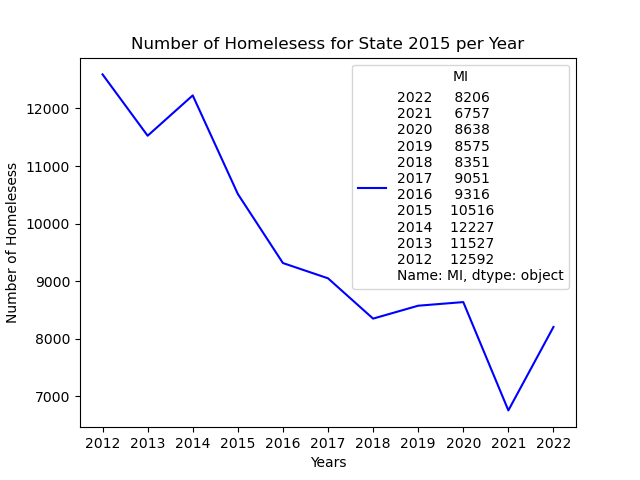 Number of Homelesess for State 2015 per Year
Number of Homelesess
12000
11000
10000
9000
8000
7000
MI
2022 8206
2021 6757
2020 8638
2019 8575
2018 8351
2017 9051
2016 9316
2015 10516
2014 12227
2013 11527
2012 12592
Name: MI, dtype: object
2012 2013 2014 2015 2016 2017 2018 2019 2020 2021 2022
Years